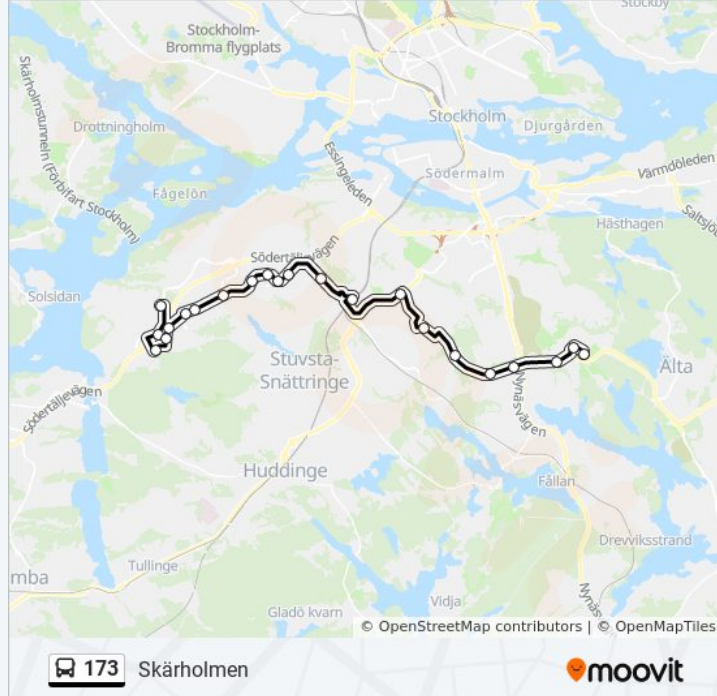 Stockby
Stockholm-
Bromma flygplats
Skärholmstunneln (Förbifart Stockholm)
Drottningholm
Stockholm
Djurgården
Essingeleden
Värmdöleden
Södermalm
Fågelön
Saltsjö
Hästhagen
Södertäljevägen
Solsidan
Stuvsta-
Snättringe
Älta
Södertäljevägen
Nynäsvägen
Huddinge
Fållan
Drevviksstrand
Tullinge
mba
Nynäs
Vidja
Gladö kvarn
© OpenStreetMap contributors | © OpenMapTiles
173 Skärholmen
moovit